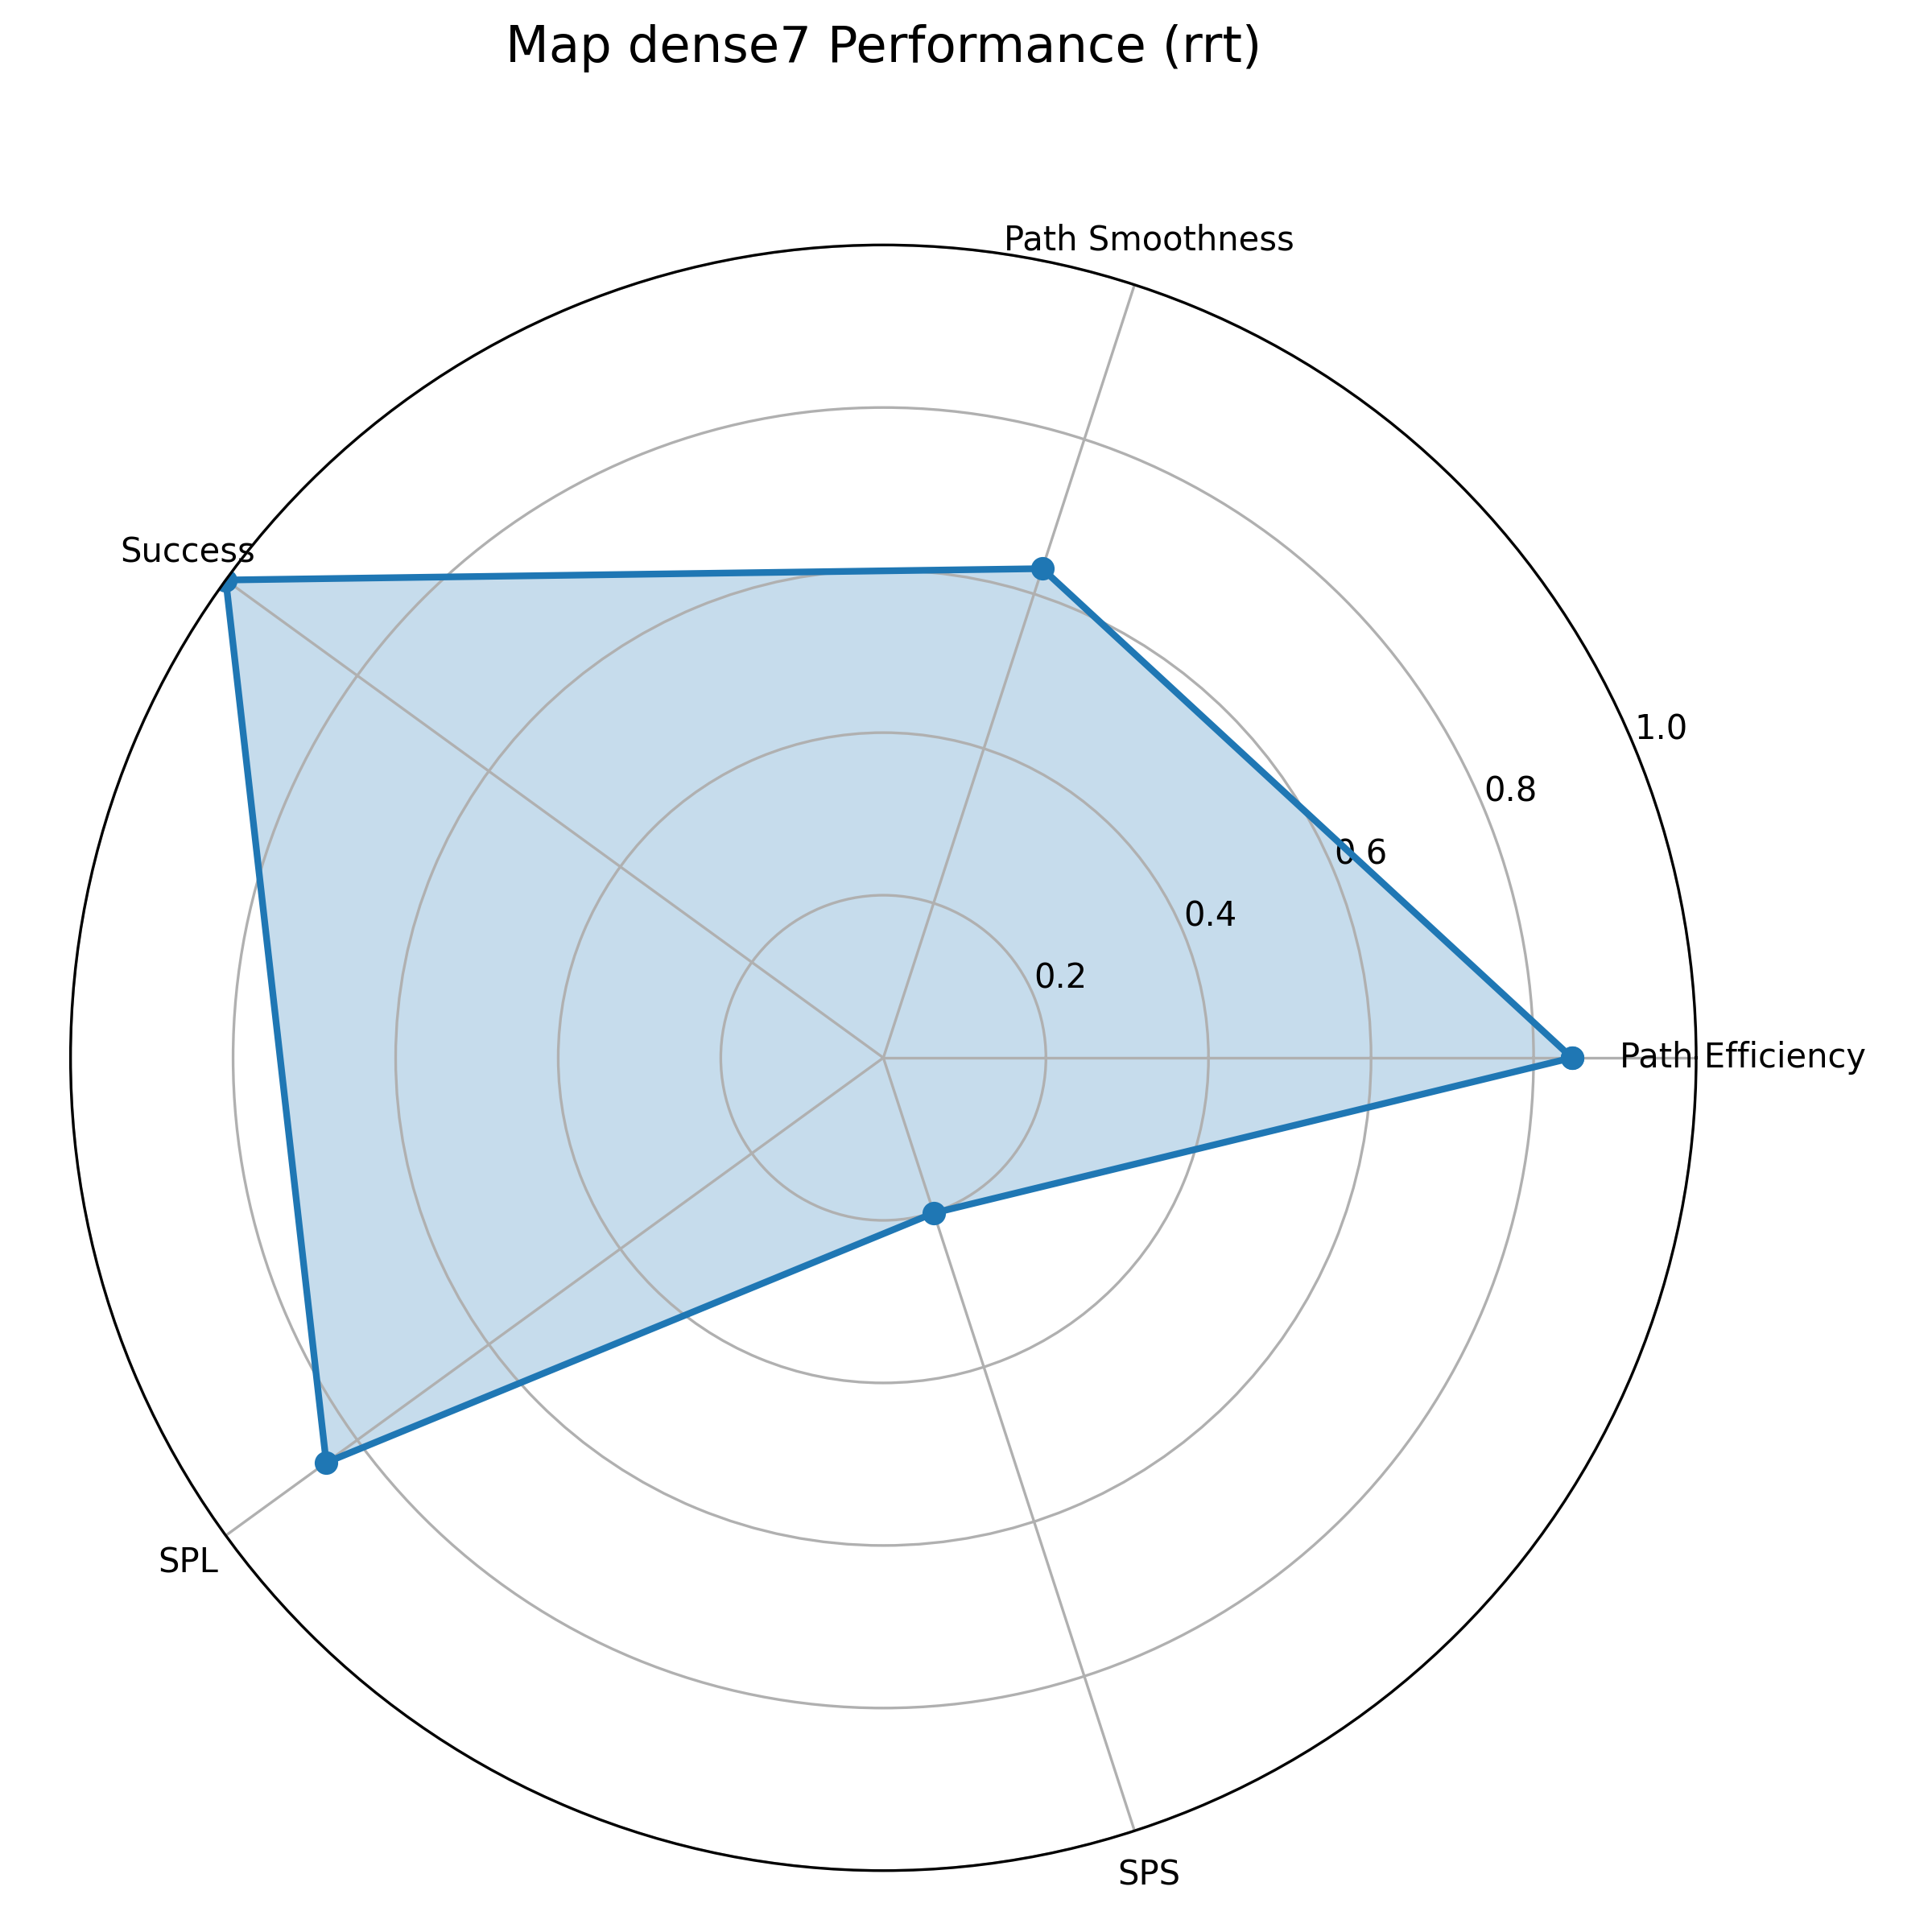 Map dense7 Performance (rrt)
Path Smoothness
Success
1.0
0.8
0.6
0.4
0.2
Path Efficiency
SPL
SPS